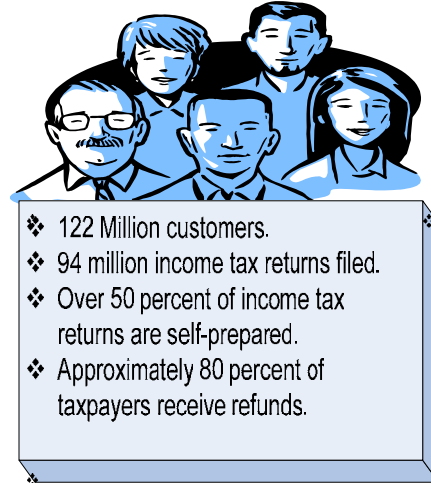 ❖ 122 Million customers.
❖ 94 million income tax returns filed.
❖ Over 50 percent of income tax
returns are self-prepared.
❖ Approximately 80 percent of
taxpayers receive refunds.